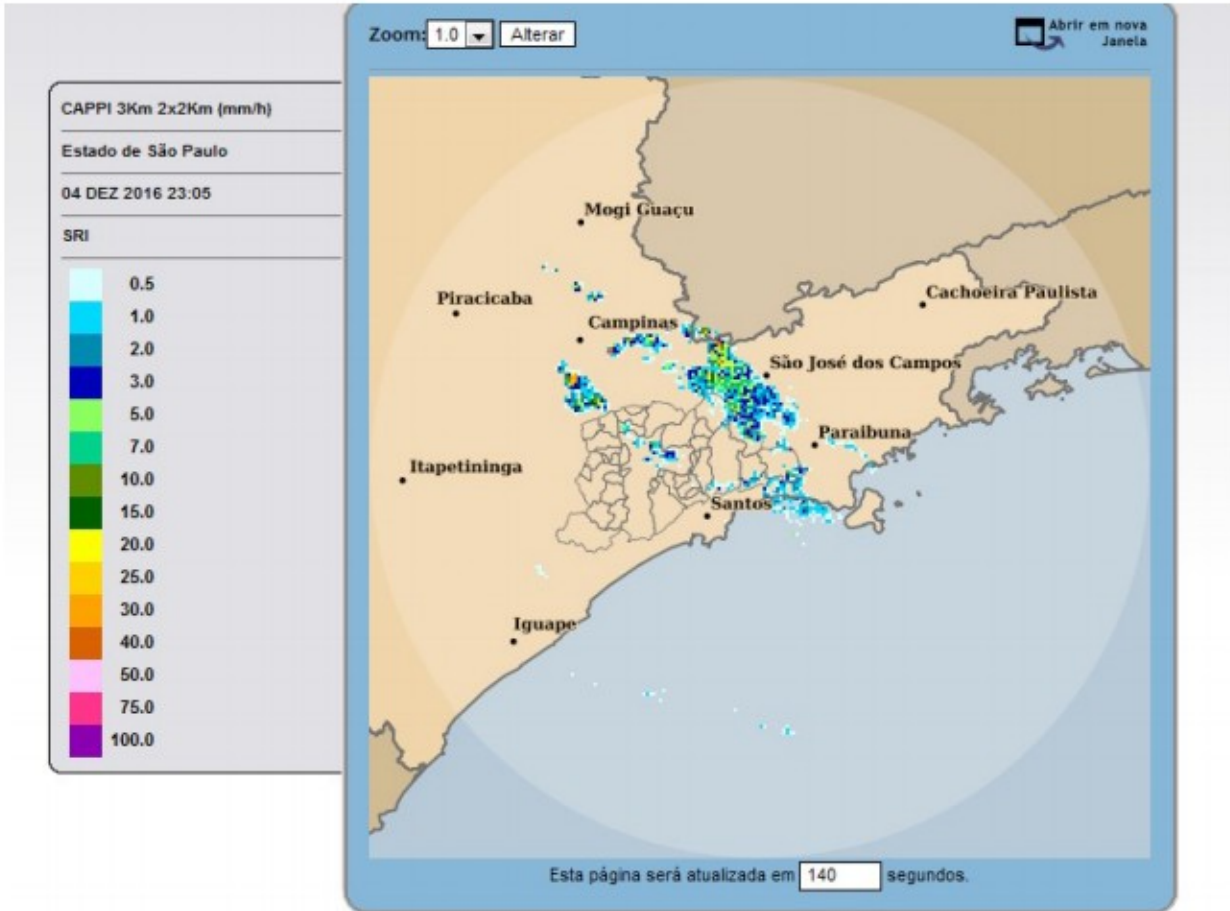 Zoom: 1.0 Alterar
Abrir em nova
Janela
CAPPI 3Km 2x2Km (mm/h)
Estado de São Paulo
04 DEZ 2016 23:05
SRI
0.5
1.0
2.0
3.0
5.0
7.0
10.0
15.0
20.0
25.0
30.0
40.0
50.0
75.0
100.0
Mogi Guaçu
Piracicaba
Cachoeira Paulista
Campinas
São José dos Campos
Paraibuna
Itapetininga
Santos
Iguape
Esta página será atualizada em 140 segundos.